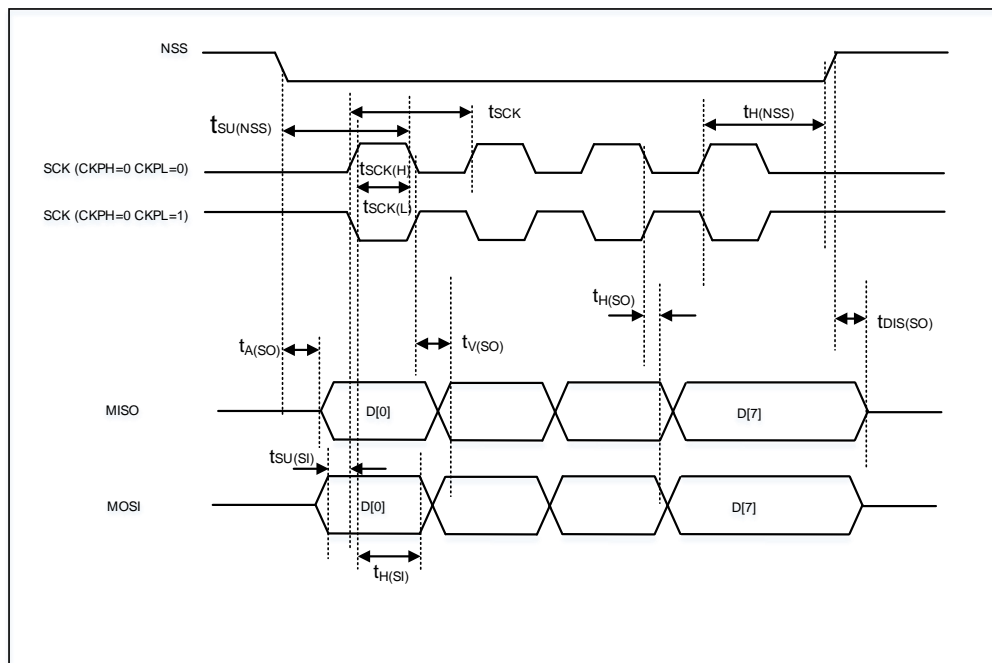 NSS
tSCK
tH(NSS)
tSU(NSS)
SCK (CKPH=0 CKPL=0)
tSCK(H)
tSCK(L)
SCK (CKPH=0 CKPL=1)
tH(SO)
tDIS(SO)
tA(SO)
tV(SO)
MISO
D[0]
D[7]
tSU(SI)
MOSI
D[0]
D[7]
tH(SI)